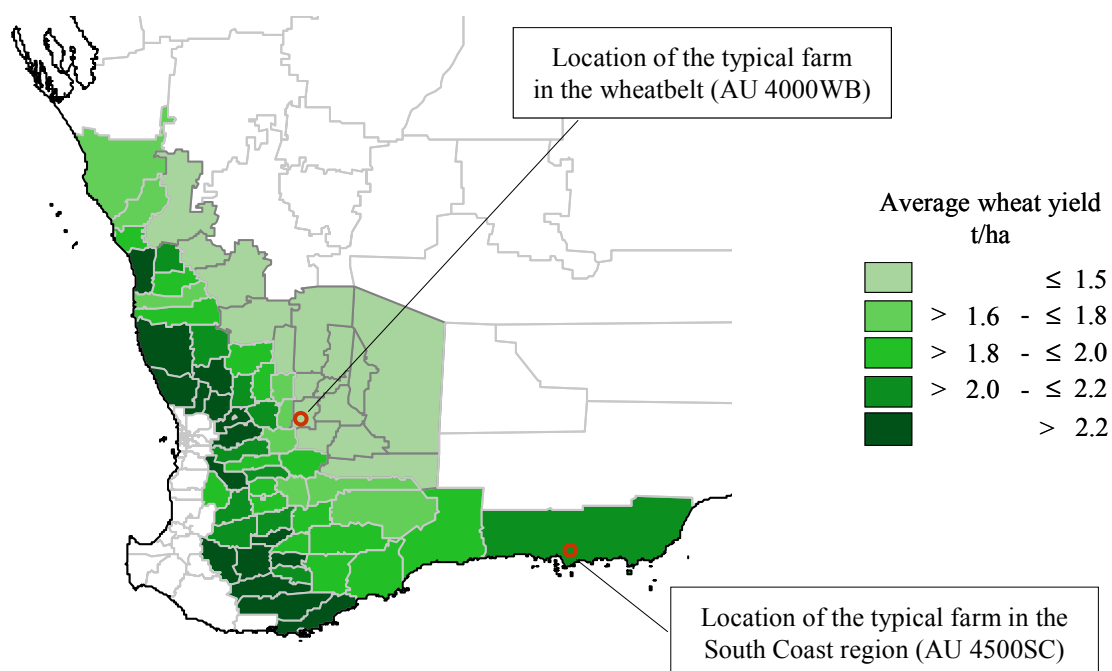 Location of the typical farm
in the wheatbelt (AU 4000WB)
Average wheat yield
t/ha
≤ 1.5
> 1.6 - ≤ 1.8
> 1.8 - ≤ 2.0
> 2.0 - ≤ 2.2
> 2.2
Location of the typical farm in the
South Coast region (AU 4500SC)